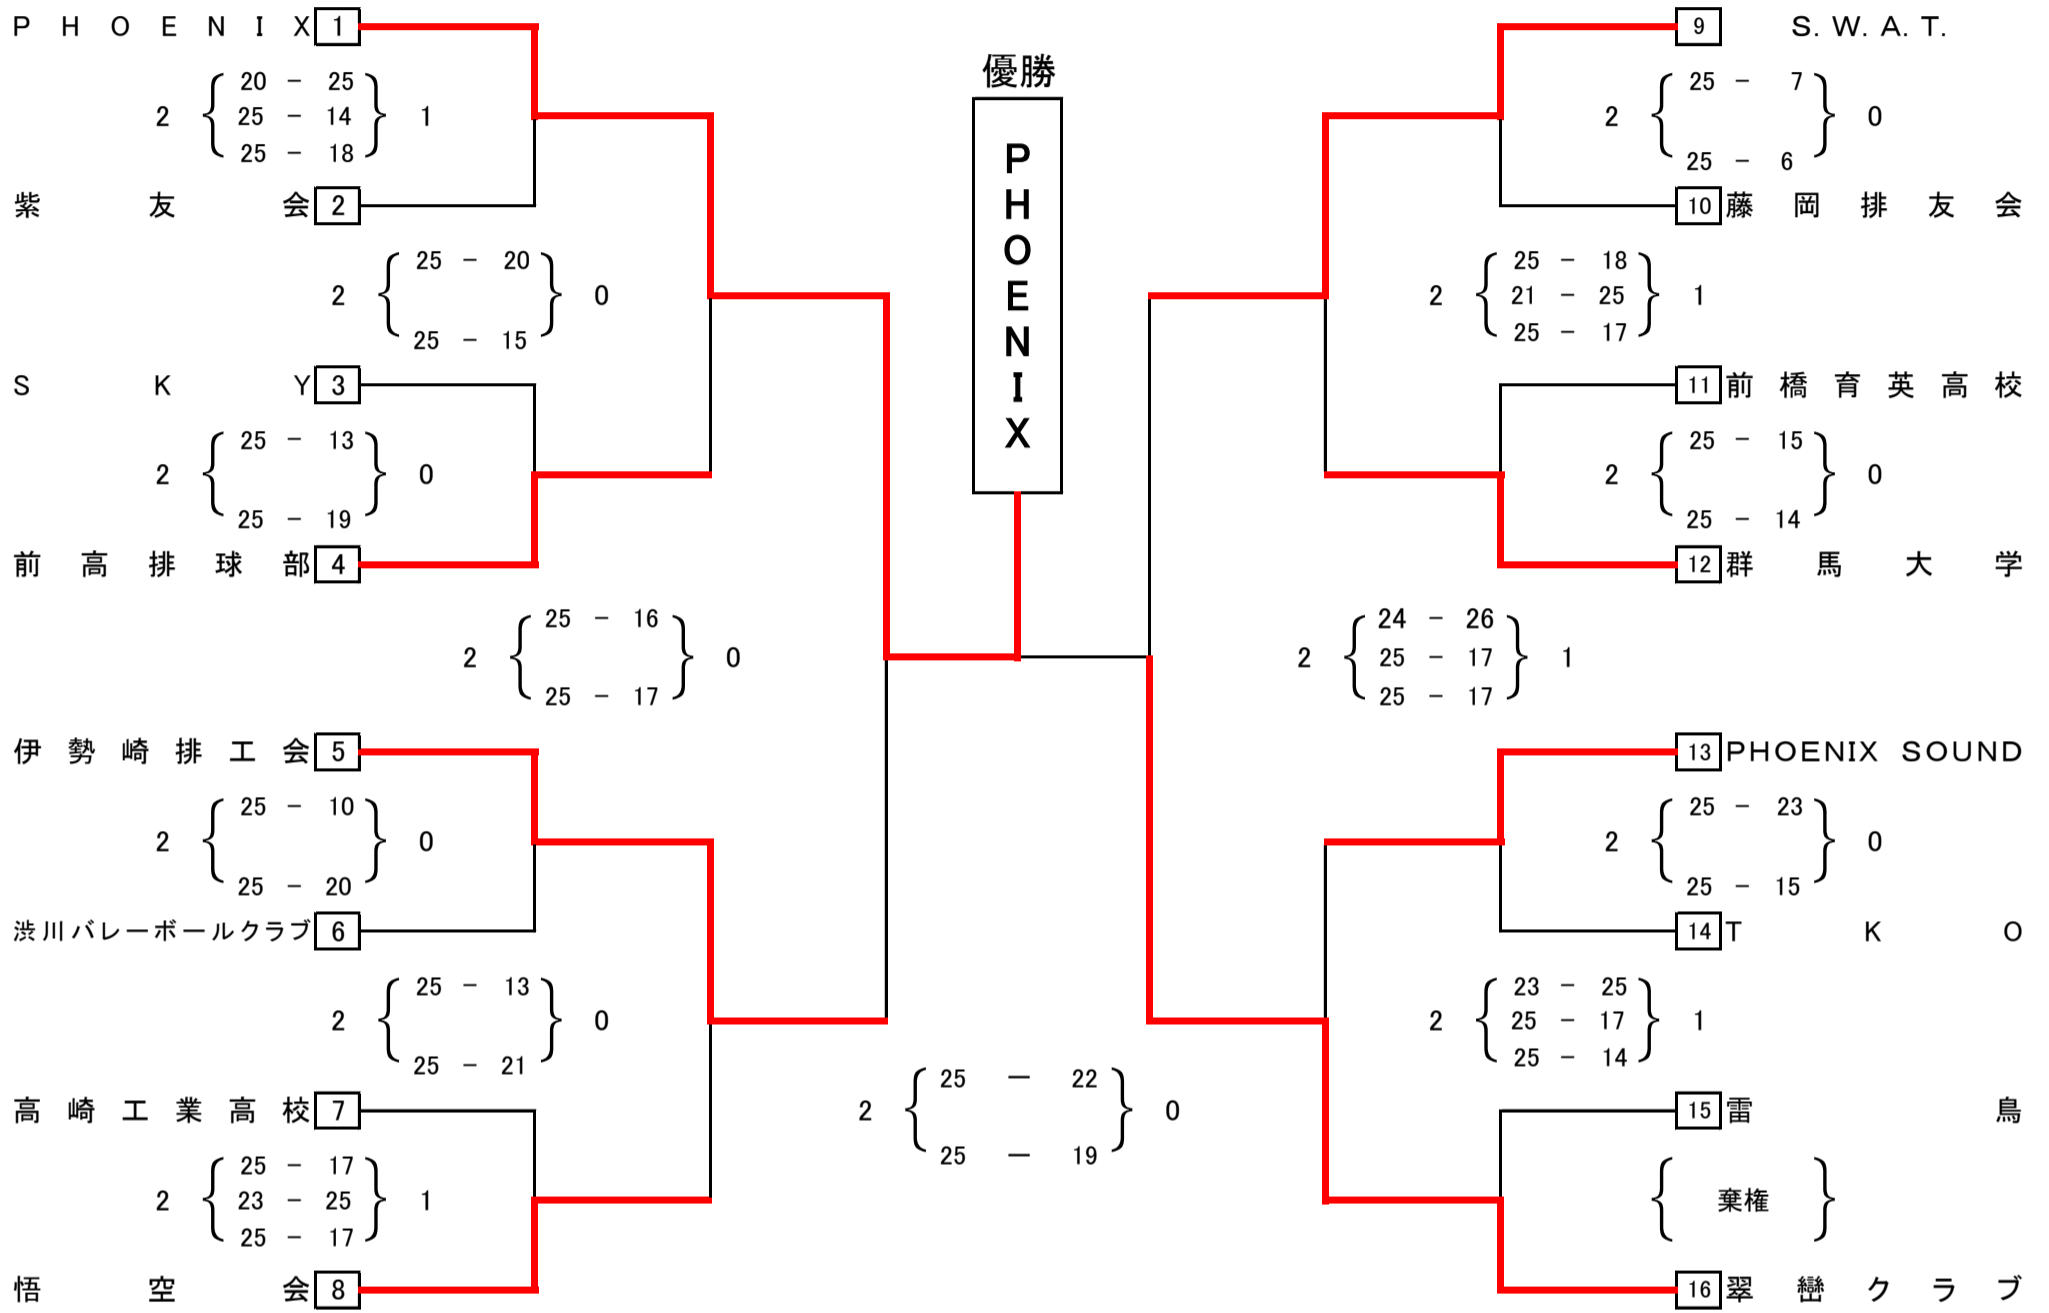 PHOENIX 1
20 - 25
2 25 - 14 1
25 - 18
紫友会 2
25 - 20
2 0
25 - 15
SKY 3
25 - 13
2 0
25 - 19
前高排球部 4
25 - 16
2 0
25 - 17
伊勢崎排工会 5
25 - 10
2 0
25 - 20
渋川バレーボールクラブ 6
25 - 13
2 0
25 - 21
高崎工業高校 7
25 - 17
2 23 - 25 1
25 - 17
悟空会 8
優勝
PHOENIX
25 - 22
2 0
25 - 19
9 S.W.A.T.
25 - 7
2 0
25 - 6
10 藤岡排友会
25 - 18
2 21 - 25 1
25 - 17
11 前橋育英高校
25 - 15
2 0
25 - 14
12 群馬大学
24 - 26
2 25 - 17 1
25 - 17
13 PHOENIX SOUND
25 - 23
2 0
25 - 15
14 TKO
23 - 25
2 25 - 17 1
25 - 14
15 雷鳥
棄権
16 翠巒クラブ